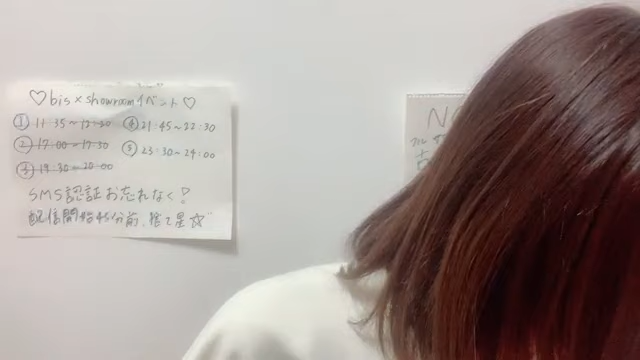 ♡bis×showroomイベント♡
① 11:35~12:30 ④ 21:45~22:30
② 17:00~17:30 ⑤ 23:30~24:00
③ 19:30~20:00
SMS認証お忘れなく!
配信開始45分前、捨て星☆
NO